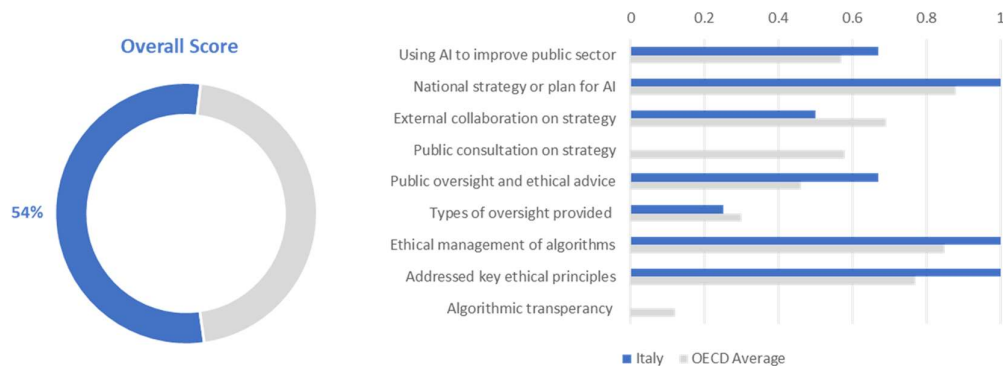 Overall Score
54%
0 0.2 0.4 0.6 0.8 1
Using AI to improve public sector
National strategy or plan for AI
External collaboration on strategy
Public consultation on strategy
Public oversight and ethical advice
Types of oversight provided
Ethical management of algorithms
Addressed key ethical principles
Algorithmic transperancy
Italy OECD Average